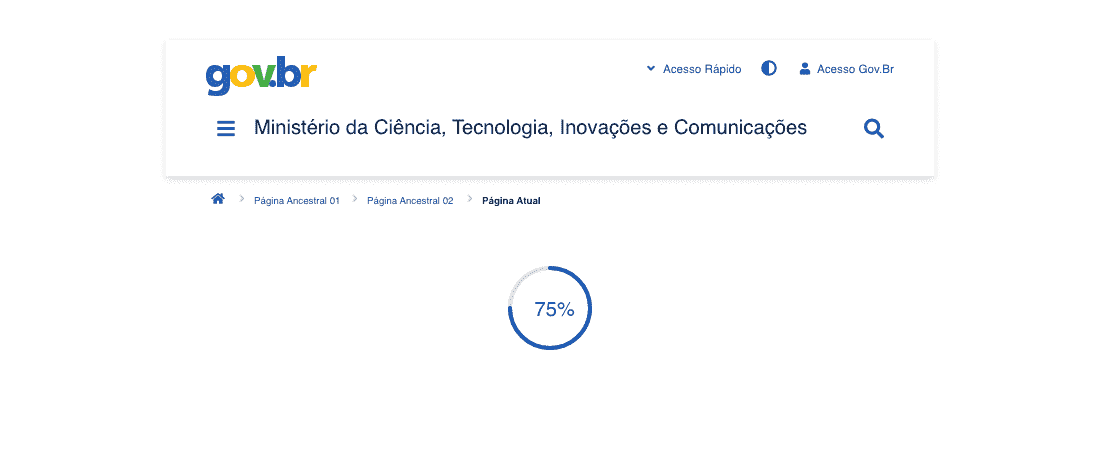 gov.br
Acesso Rápido
Acesso Gov.Br
Ministério da Ciência, Tecnologia, Inovações e Comunicações
Página Ancestral 01
Página Ancestral 02
Página Atual
75%